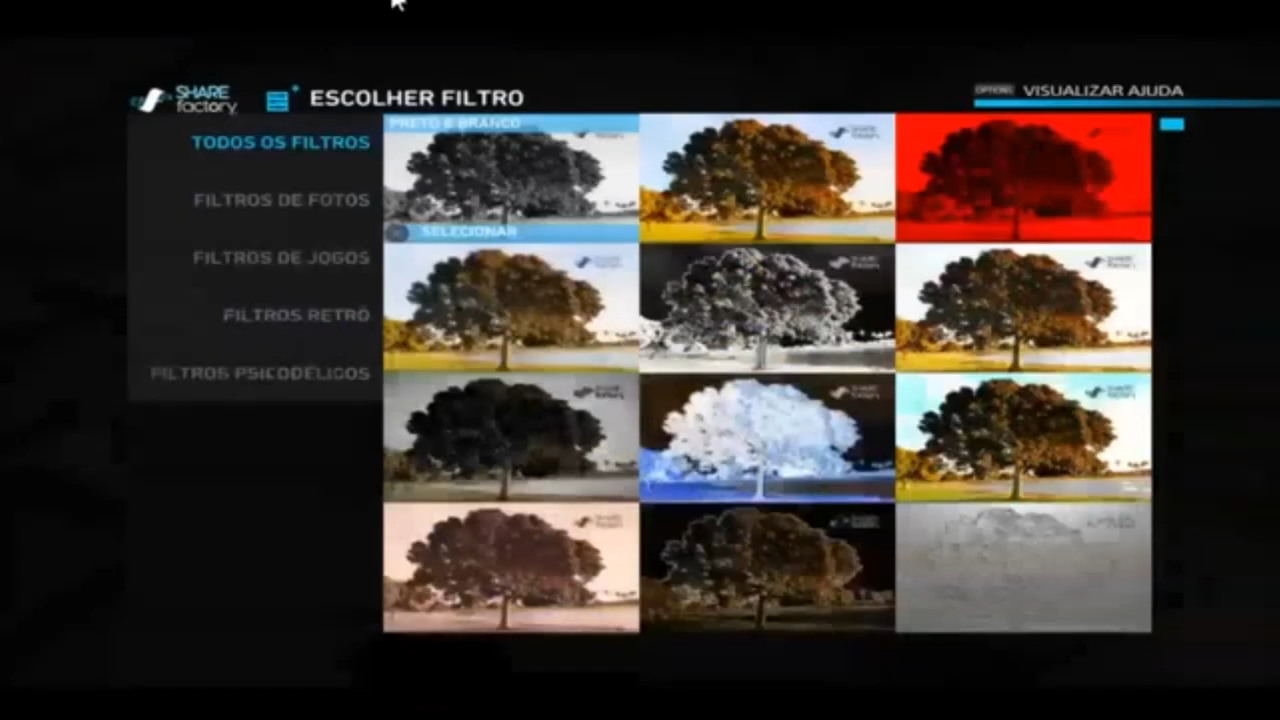 SHARE
factory
ESCOLHER FILTRO
OPTIONS VISUALIZAR AJUDA
TODOS OS FILTROS
FILTROS DE FOTOS
FILTROS DE JOGOS
FILTROS RETRÔ
FILTROS PSICODÉLICOS
PRETO E BRANCO
SELECIONAR